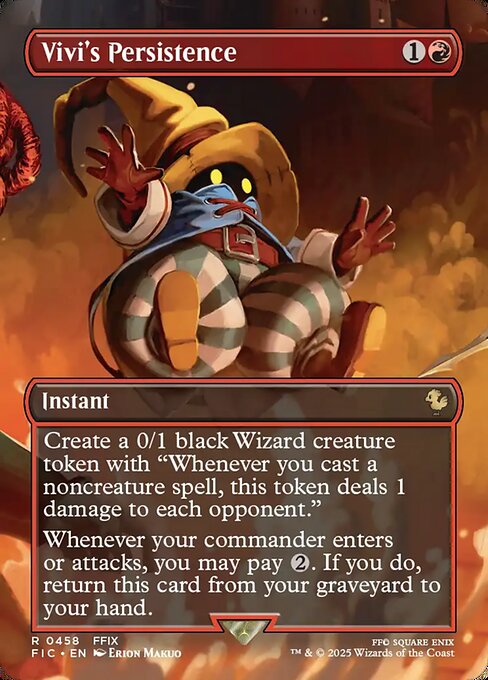 Vivi's Persistence 1
Instant
Create a 0/1 black Wizard creature
token with “Whenever you cast a
noncreature spell, this token deals 1
damage to each opponent.”
Whenever your commander enters
or attacks, you may pay 2. If you do,
return this card from your graveyard to
your hand.
R 0458 FFIX
FIC • EN Erion Makuo
FF© SQUARE ENIX
™ & © 2025 Wizards of the Coast